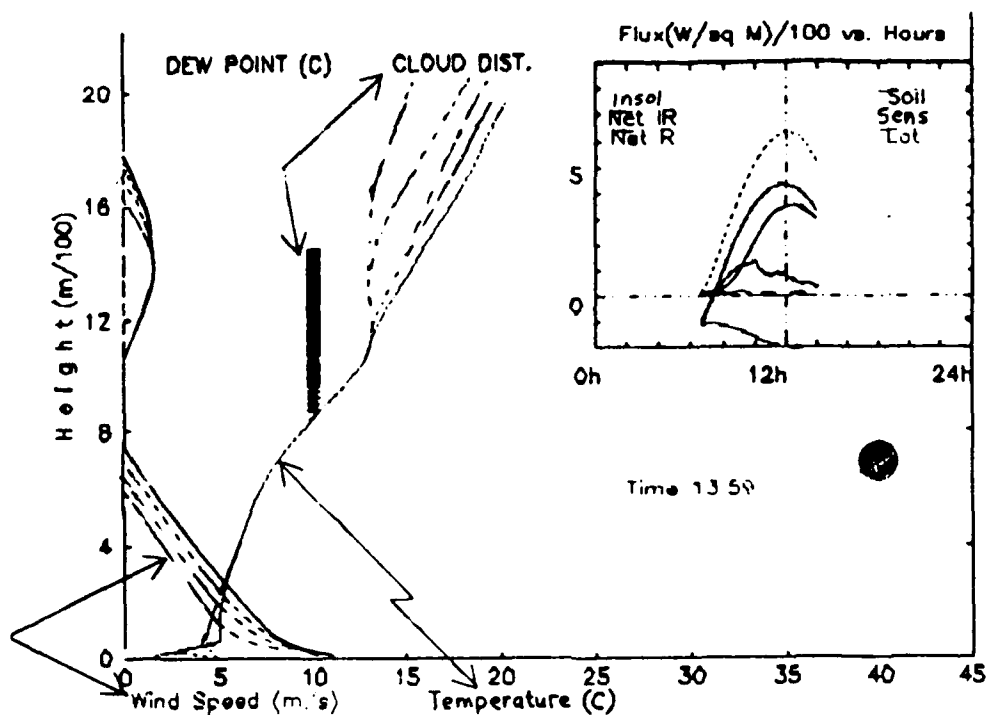 Flux(W/sq M)/100 vs. Hours
DEW POINT (C)
CLOUD DIST.
Insol
Net IR
Net R
Soil
Sens
Lot
5
0
0h
12h
24h
Height (m/100)
20
16
12
8
4
0
Time 13.59
0 5 10 15 20 25 30 35 40 45
Wind Speed (m/s)
Temperature (C)